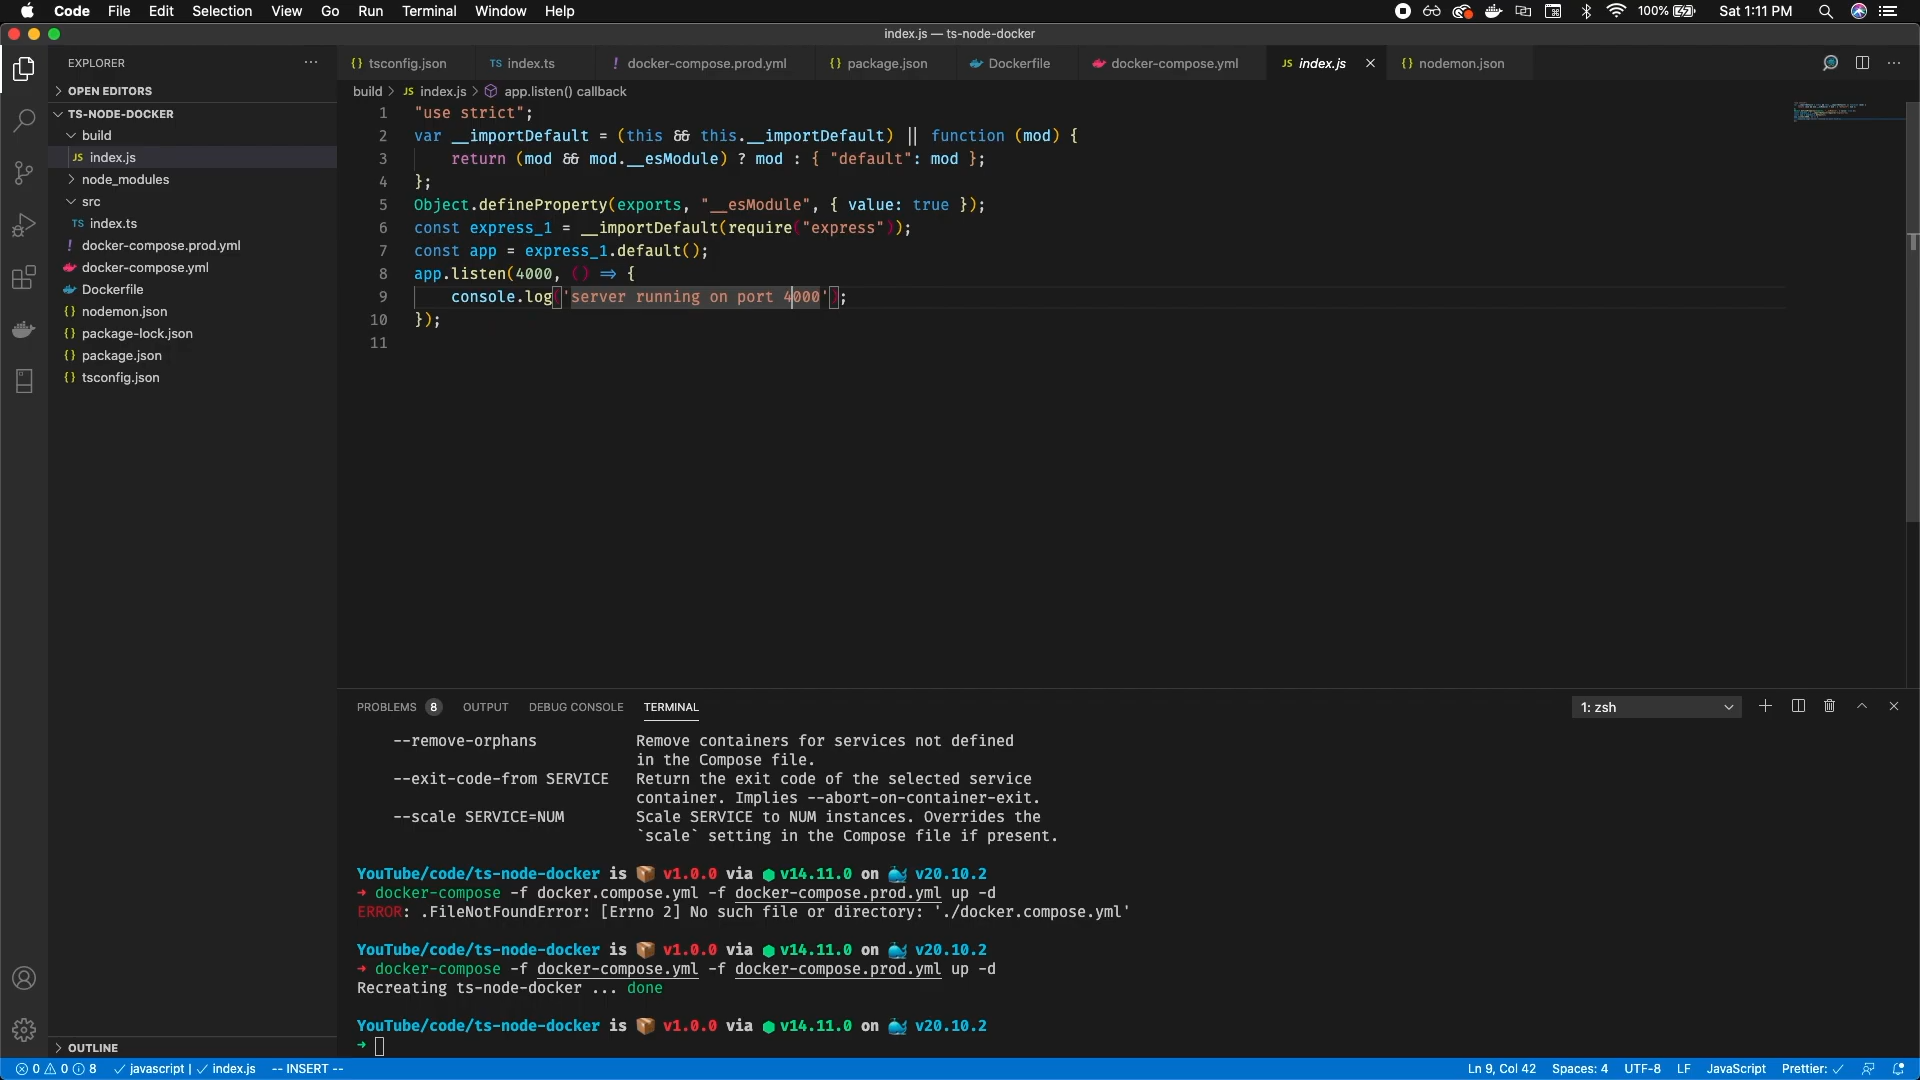 Code File Edit Selection View Go Run Terminal Window Help 100% Sat 1:11 PM
index.js — ts-node-docker
EXPLORER
OPEN EDITORS
TS-NODE-DOCKER
build
JS index.js
node_modules
src
TS index.ts
! docker-compose.prod.yml
docker-compose.yml
Dockerfile
{} nodemon.json
{} package-lock.json
{} package.json
{} tsconfig.json
OUTLINE
{} tsconfig.json TS index.ts ! docker-compose.prod.yml {} package.json Dockerfile docker-compose.yml JS index.js {} nodemon.json
build > JS index.js > app.listen() callback
1 "use strict";
2 var __importDefault = (this && this.__importDefault) || function (mod) {
3 return (mod && mod.__esModule) ? mod : { "default": mod };
4 };
5 Object.defineProperty(exports, "__esModule", { value: true });
6 const express_1 = __importDefault(require("express"));
7 const app = express_1.default();
8 app.listen(4000, () => {
9 console.log('server running on port 4000');
10 });
11
PROBLEMS 8 OUTPUT DEBUG CONSOLE TERMINAL 1: zsh
--remove-orphans Remove containers for services not defined
in the Compose file.
--exit-code-from SERVICE Return the exit code of the selected service
container. Implies --abort-on-container-exit.
--scale SERVICE=NUM Scale SERVICE to NUM instances. Overrides the
`scale` setting in the Compose file if present.
YouTube/code/ts-node-docker is 📦 v1.0.0 via ⬢ v14.11.0 on 🐳 v20.10.2
➜ docker-compose -f docker.compose.yml -f docker-compose.prod.yml up -d
ERROR: .FileNotFoundError: [Errno 2] No such file or directory: './docker.compose.yml'
YouTube/code/ts-node-docker is 📦 v1.0.0 via ⬢ v14.11.0 on 🐳 v20.10.2
➜ docker-compose -f docker-compose.yml -f docker-compose.prod.yml up -d
Recreating ts-node-docker ... done
YouTube/code/ts-node-docker is 📦 v1.0.0 via ⬢ v14.11.0 on 🐳 v20.10.2
➜
0 0 8 ✓ javascript | ✓ index.js -- INSERT -- Ln 9, Col 42 Spaces: 4 UTF-8 LF JavaScript Prettier: ✓